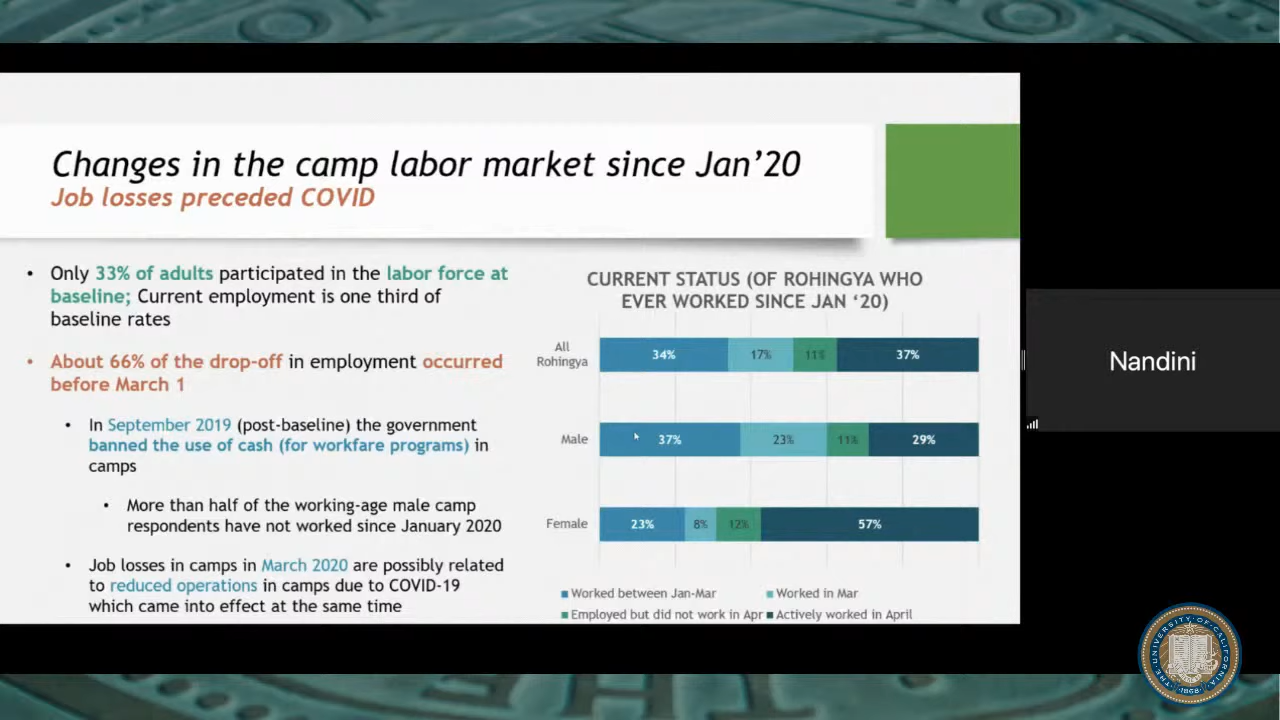 Changes in the camp labor market since Jan’20
Job losses preceded COVID
• Only 33% of adults participated in the labor force at
baseline; Current employment is one third of
baseline rates
• About 66% of the drop-off in employment occurred
before March 1
• In September 2019 (post-baseline) the government
banned the use of cash (for workfare programs) in
camps
• More than half of the working-age male camp
respondents have not worked since January 2020
• Job losses in camps in March 2020 are possibly related
to reduced operations in camps due to COVID-19
which came into effect at the same time
CURRENT STATUS (OF ROHINGYA WHO
EVER WORKED SINCE JAN ‘20)
All
Rohingya
34% 17% 11% 37%
Male 37% 23% 11% 29%
Female 23% 8% 12% 57%
Worked between Jan-Mar Worked in Mar
Employed but did not work in Apr Actively worked in April
Nandini
THE UNIVERSITY OF CALIFORNIA
1868